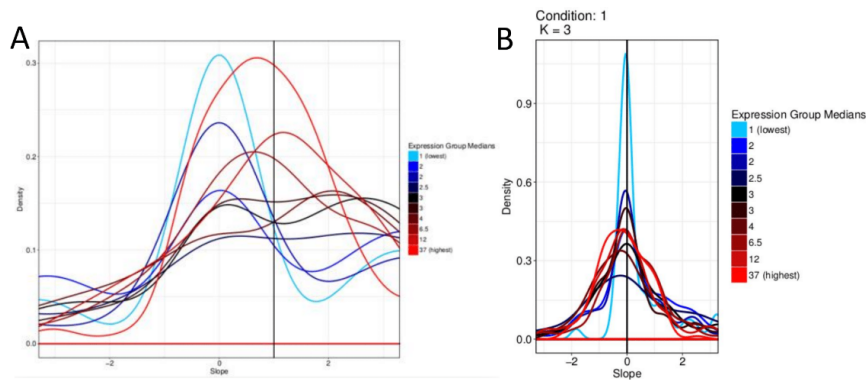 A
0.3
0.2
0.1
0.0
Density
-2
0
2
Slope
Expression Group Medians
1 (lowest)
2
2
2.5
3
3
4
6.5
12
37 (highest)
B
Condition: 1
K = 3
0.9
0.6
0.3
0.0
Density
-2
0
2
Slope
Expression Group Medians
1 (lowest)
2
2
2.5
3
3
4
6.5
12
37 (highest)